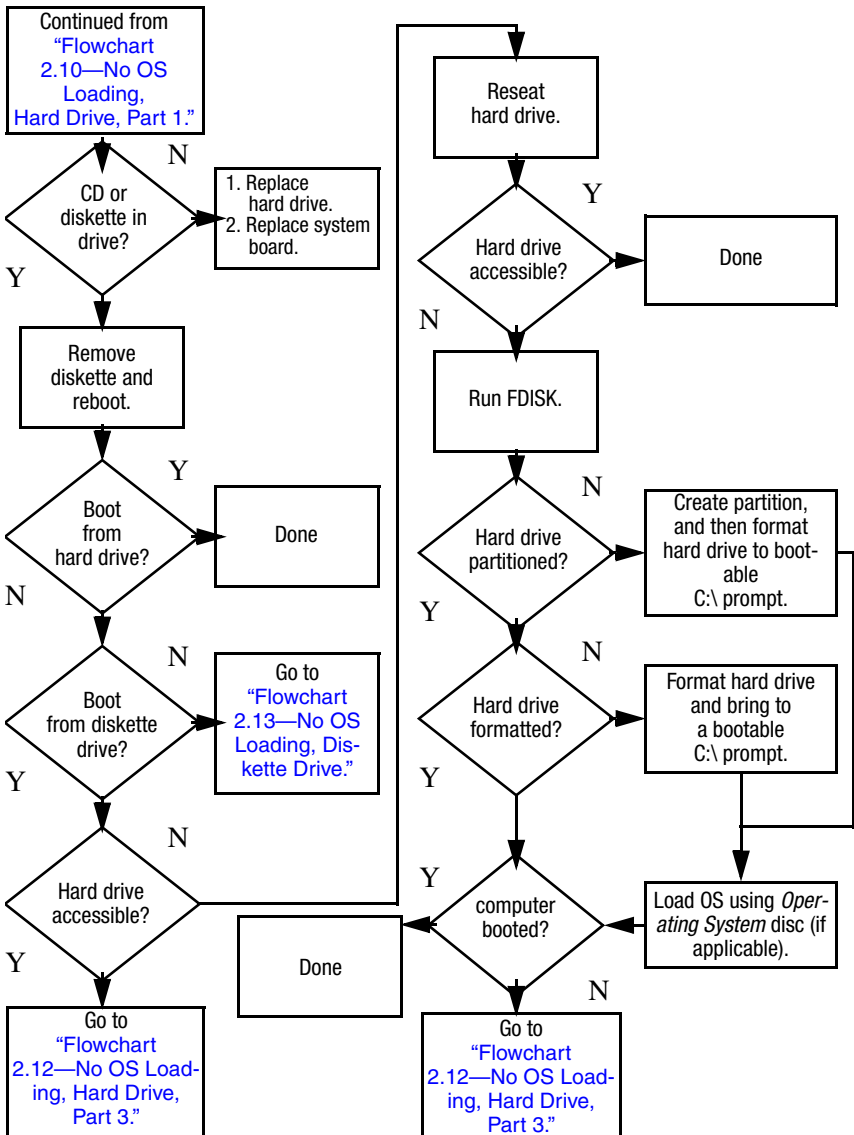 Continued from
“Flowchart
2.10—No OS
Loading,
Hard Drive, Part 1.”
N
CD or
diskette in
drive?
1. Replace
hard drive.
2. Replace system
board.
Y
Remove
diskette and
reboot.
Y
Boot
from
hard drive?
Done
N
N
Boot
from diskette
drive?
Go to
“Flowchart
2.13—No OS
Loading, Dis-
kette Drive.”
Y
N
Hard drive
accessible?
Y
Go to
“Flowchart
2.12—No OS Load-
ing, Hard Drive,
Part 3.”
Reseat
hard drive.
Y
Hard drive
accessible?
Done
N
Run FDISK.
N
Hard drive
partitioned?
Create partition,
and then format
hard drive to boot-
able
C:\ prompt.
Y
N
Hard drive
formatted?
Format hard drive
and bring to
a bootable
C:\ prompt.
Y
Y
computer
booted?
Load OS using Oper-
ating System disc (if
applicable).
Done
N
Go to
“Flowchart
2.12—No OS Load-
ing, Hard Drive,
Part 3.”